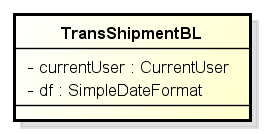 TransShipmentBL
- currentUser : CurrentUser
- df : SimpleDateFormat